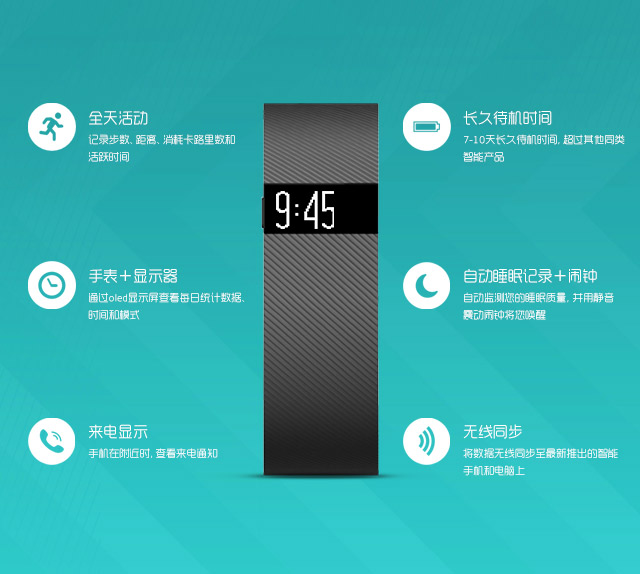 全天活动
记录步数、距离、消耗卡路里数和
活跃时间
手表+显示器
通过oled显示屏查看每日统计数据、
时间和模式
来电显示
手机在附近时, 查看来电通知
9:45
长久待机时间
7-10天长久待机时间, 超过其他同类
智能产品
自动睡眠记录+闹钟
自动监测您的睡眠质量, 并用静音
震动闹钟将您唤醒
无线同步
将数据无线同步至最新推出的智能
手机和电脑上